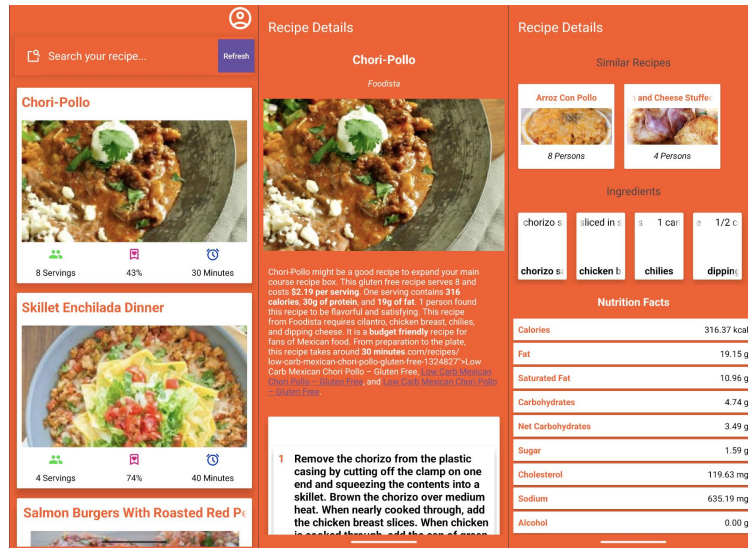 Search your recipe...
Refresh
Chori-Pollo
8 Servings
43%
30 Minutes
Skillet Enchilada Dinner
4 Servings
74%
40 Minutes
Salmon Burgers With Roasted Red Pe
Recipe Details
Chori-Pollo
Foodista
Chori-Pollo might be a good recipe to expand your main
course recipe box. This gluten free recipe serves 8 and
costs $2.19 per serving. One serving contains 316
calories, 30g of protein, and 19g of fat. 1 person found
this recipe to be flavorful and satisfying. This recipe
from Foodista requires cilantro, chicken breast, chilies,
and dipping cheese. It is a budget friendly recipe for
fans of Mexican food. From preparation to the plate,
this recipe takes around 30 minutes.com/recipes/
low-carb-mexican-chori-pollo-gluten-free-1324827">Low
Carb Mexican Chori Pollo – Gluten Free, Low Carb Mexican
Chori Pollo – Gluten Free, and Low Carb Mexican Chori Pollo
– Gluten Free.
1 Remove the chorizo from the plastic
casing by cutting off the clamp on one
end and squeezing the contents into a
skillet. Brown the chorizo over medium
heat. When nearly cooked through, add
the chicken breast slices. When chicken
is cooked through, add the can of green
Recipe Details
Similar Recipes
Arroz Con Pollo
and Cheese Stuffe
8 Persons
4 Persons
Ingredients
chorizo s
sliced in s
s 1 can
e 1/2 c
chorizo sa
chicken b
chilies
dipping
Nutrition Facts
Calories 316.37 kcal
Fat 19.15 g
Saturated Fat 10.96 g
Carbohydrates 4.74 g
Net Carbohydrates 3.49 g
Sugar 1.59 g
Cholesterol 119.63 mg
Sodium 635.19 mg
Alcohol 0.00 g